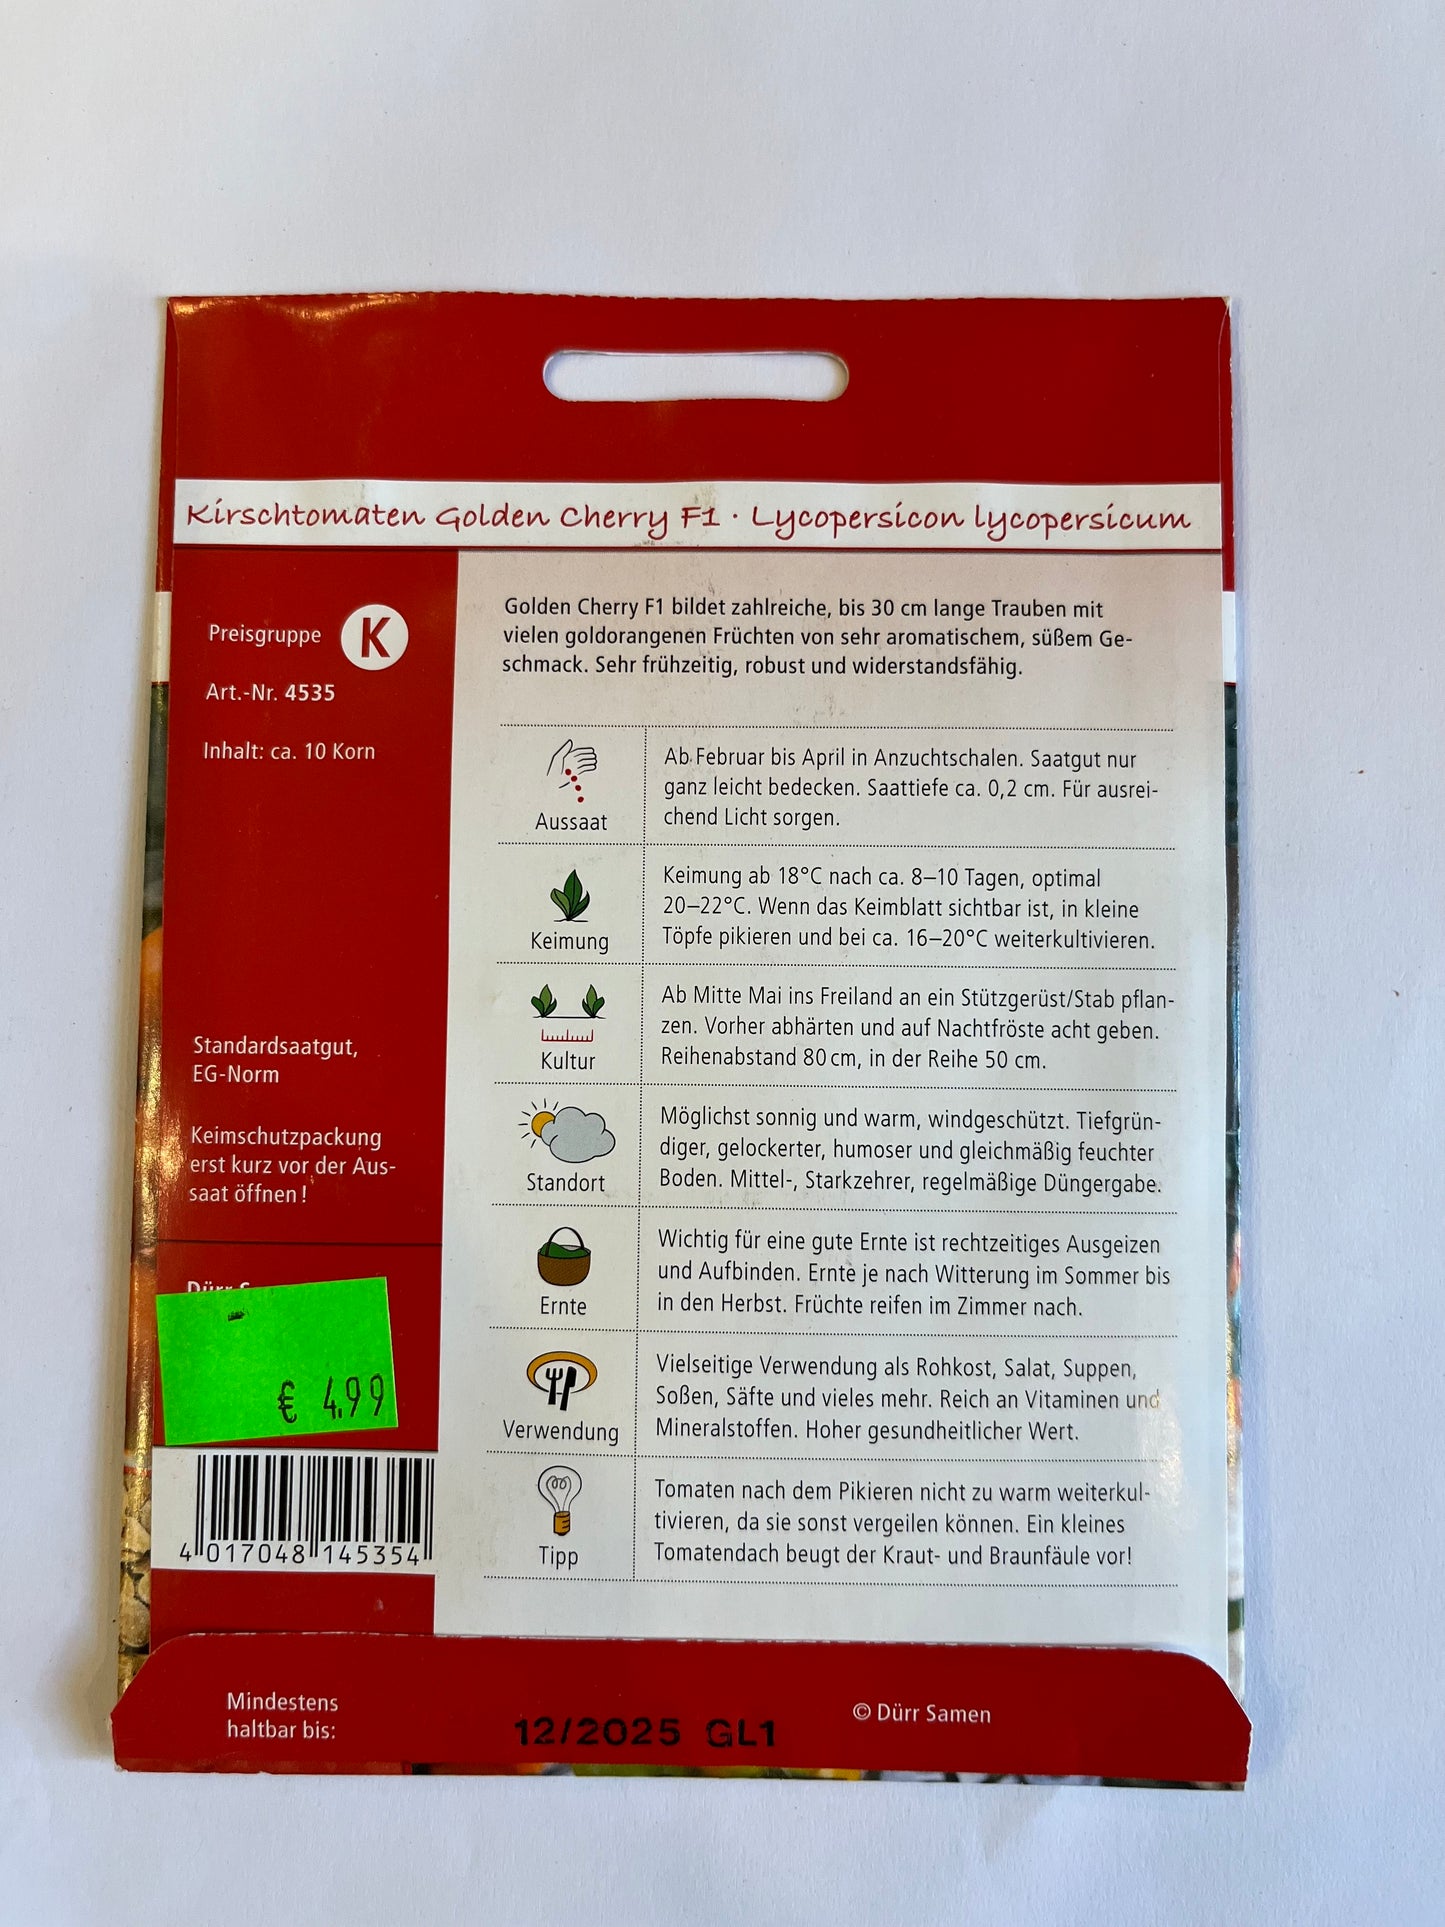 Kirschtomaten Golden Cherry F1 · Lycopersicon lycopersicum
Preisgruppe K
Art.-Nr. 4535
Inhalt: ca. 10 Korn
Standardsaatgut,
EG-Norm
Keimschutzpackung
erst kurz vor der Aus-
saat öffnen!
Dürr
€ 4.99
4 017048 145354
Golden Cherry F1 bildet zahlreiche, bis 30 cm lange Trauben mit
vielen goldorangenen Früchten von sehr aromatischem, süßem Ge-
schmack. Sehr frühzeitig, robust und widerstandsfähig.
Aussaat
Ab Februar bis April in Anzuchtschalen. Saatgut nur
ganz leicht bedecken. Saattiefe ca. 0,2 cm. Für ausrei-
chend Licht sorgen.
Keimung
Keimung ab 18°C nach ca. 8–10 Tagen, optimal
20–22°C. Wenn das Keimblatt sichtbar ist, in kleine
Töpfe pikieren und bei ca. 16–20°C weiterkultivieren.
Kultur
Ab Mitte Mai ins Freiland an ein Stützgerüst/Stab pflan-
zen. Vorher abhärten und auf Nachtfröste acht geben.
Reihenabstand 80 cm, in der Reihe 50 cm.
Standort
Möglichst sonnig und warm, windgeschützt. Tiefgrün-
diger, gelockerter, humoser und gleichmäßig feuchter
Boden. Mittel-, Starkzehrer, regelmäßige Düngergabe.
Ernte
Wichtig für eine gute Ernte ist rechtzeitiges Ausgeizen
und Aufbinden. Ernte je nach Witterung im Sommer bis
in den Herbst. Früchte reifen im Zimmer nach.
Verwendung
Vielseitige Verwendung als Rohkost, Salat, Suppen,
Soßen, Säfte und vieles mehr. Reich an Vitaminen und
Mineralstoffen. Hoher gesundheitlicher Wert.
Tipp
Tomaten nach dem Pikieren nicht zu warm weiterkul-
tivieren, da sie sonst vergeilen können. Ein kleines
Tomatendach beugt der Kraut- und Braunfäule vor!
Mindestens
haltbar bis:
12/2025 GL1
© Dürr Samen